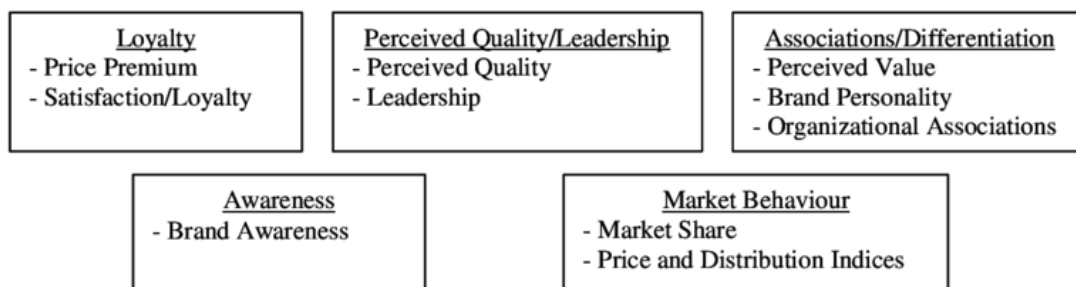 Loyalty
- Price Premium
- Satisfaction/Loyalty
Perceived Quality/Leadership
- Perceived Quality
- Leadership
Associations/Differentiation
- Perceived Value
- Brand Personality
- Organizational Associations
Awareness
- Brand Awareness
Market Behaviour
- Market Share
- Price and Distribution Indices